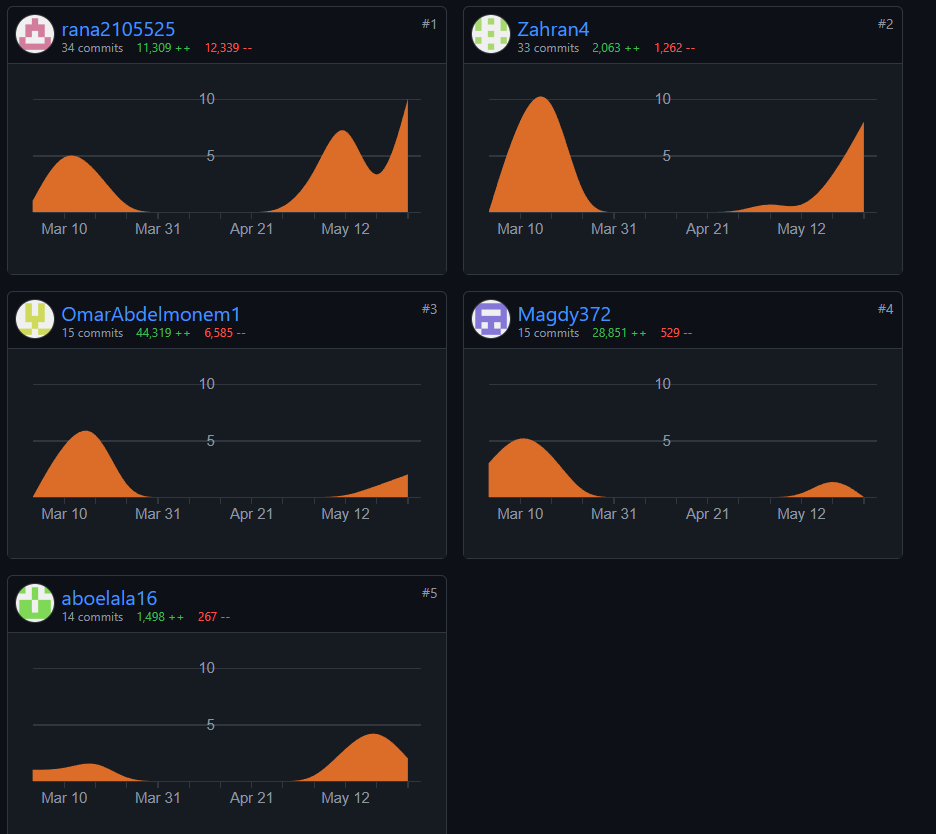 rana2105525 #1
34 commits 11,309 ++ 12,339 --
10
5
Mar 10 Mar 31 Apr 21 May 12
Zahran4 #2
33 commits 2,063 ++ 1,262 --
10
5
Mar 10 Mar 31 Apr 21 May 12
OmarAbdelmonem1 #3
15 commits 44,319 ++ 6,585 --
10
5
Mar 10 Mar 31 Apr 21 May 12
Magdy372 #4
15 commits 28,851 ++ 529 --
10
5
Mar 10 Mar 31 Apr 21 May 12
aboelala16 #5
14 commits 1,498 ++ 267 --
10
5
Mar 10 Mar 31 Apr 21 May 12